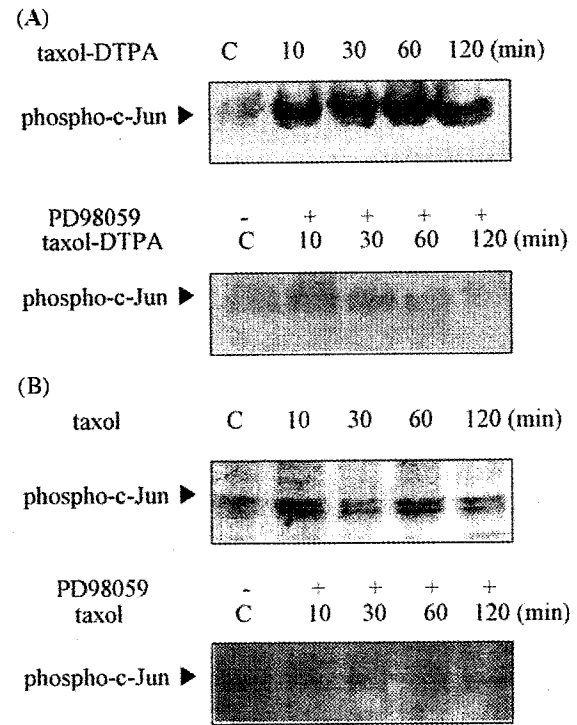 (A)
taxol-DTPA C 10 30 60 120 (min)
phospho-c-Jun
PD98059 - + + + +
taxol-DTPA C 10 30 60 120 (min)
phospho-c-Jun
(B)
taxol C 10 30 60 120 (min)
phospho-c-Jun
PD98059 - + + + +
taxol C 10 30 60 120 (min)
phospho-c-Jun